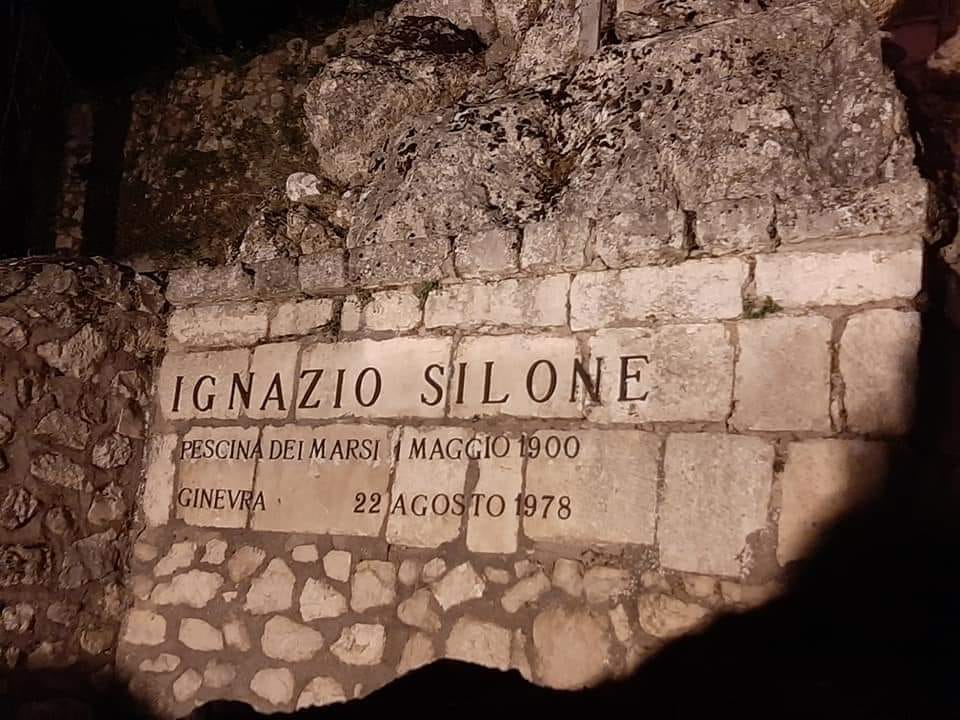 IGNAZIO SILONE
PESCINA DEI MARSI 1 MAGGIO 1900
GINEVRA 22 AGOSTO 1978